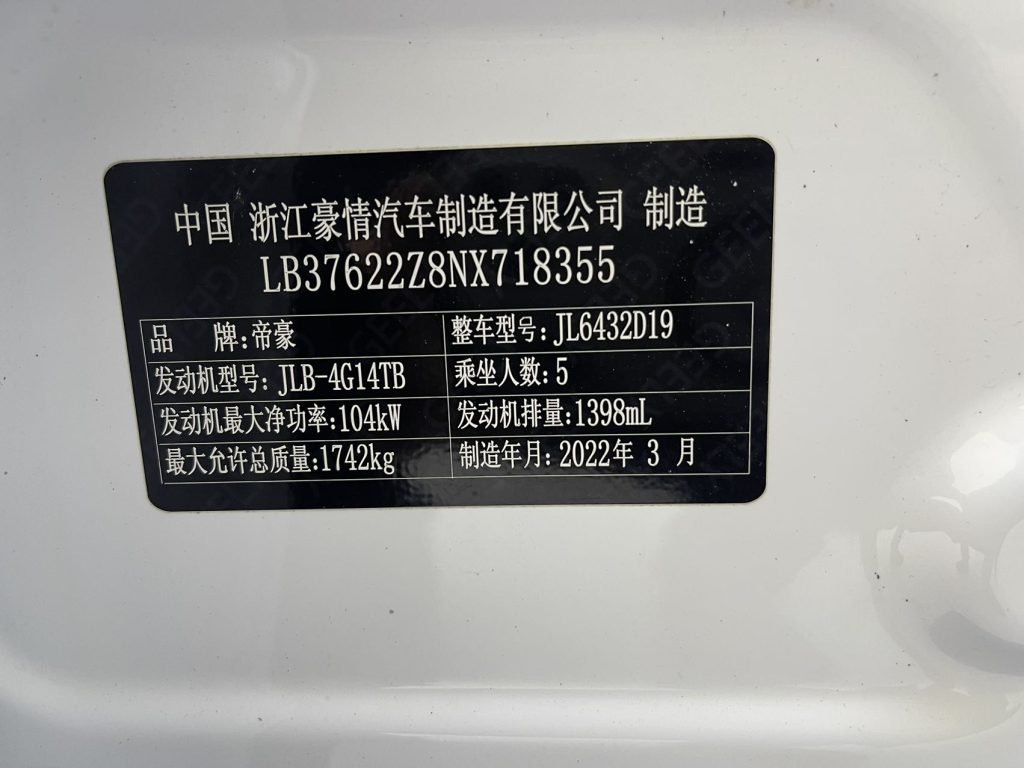 中国 浙江豪情汽车制造有限公司 制造
LB37622Z8NX718355
品 牌:帝豪 整车型号:JL6432D19
发动机型号: JLB-4G14TB 乘坐人数:5
发动机最大净功率:104kW 发动机排量:1398mL
最大允许总质量:1742kg 制造年月: 2022年 3 月